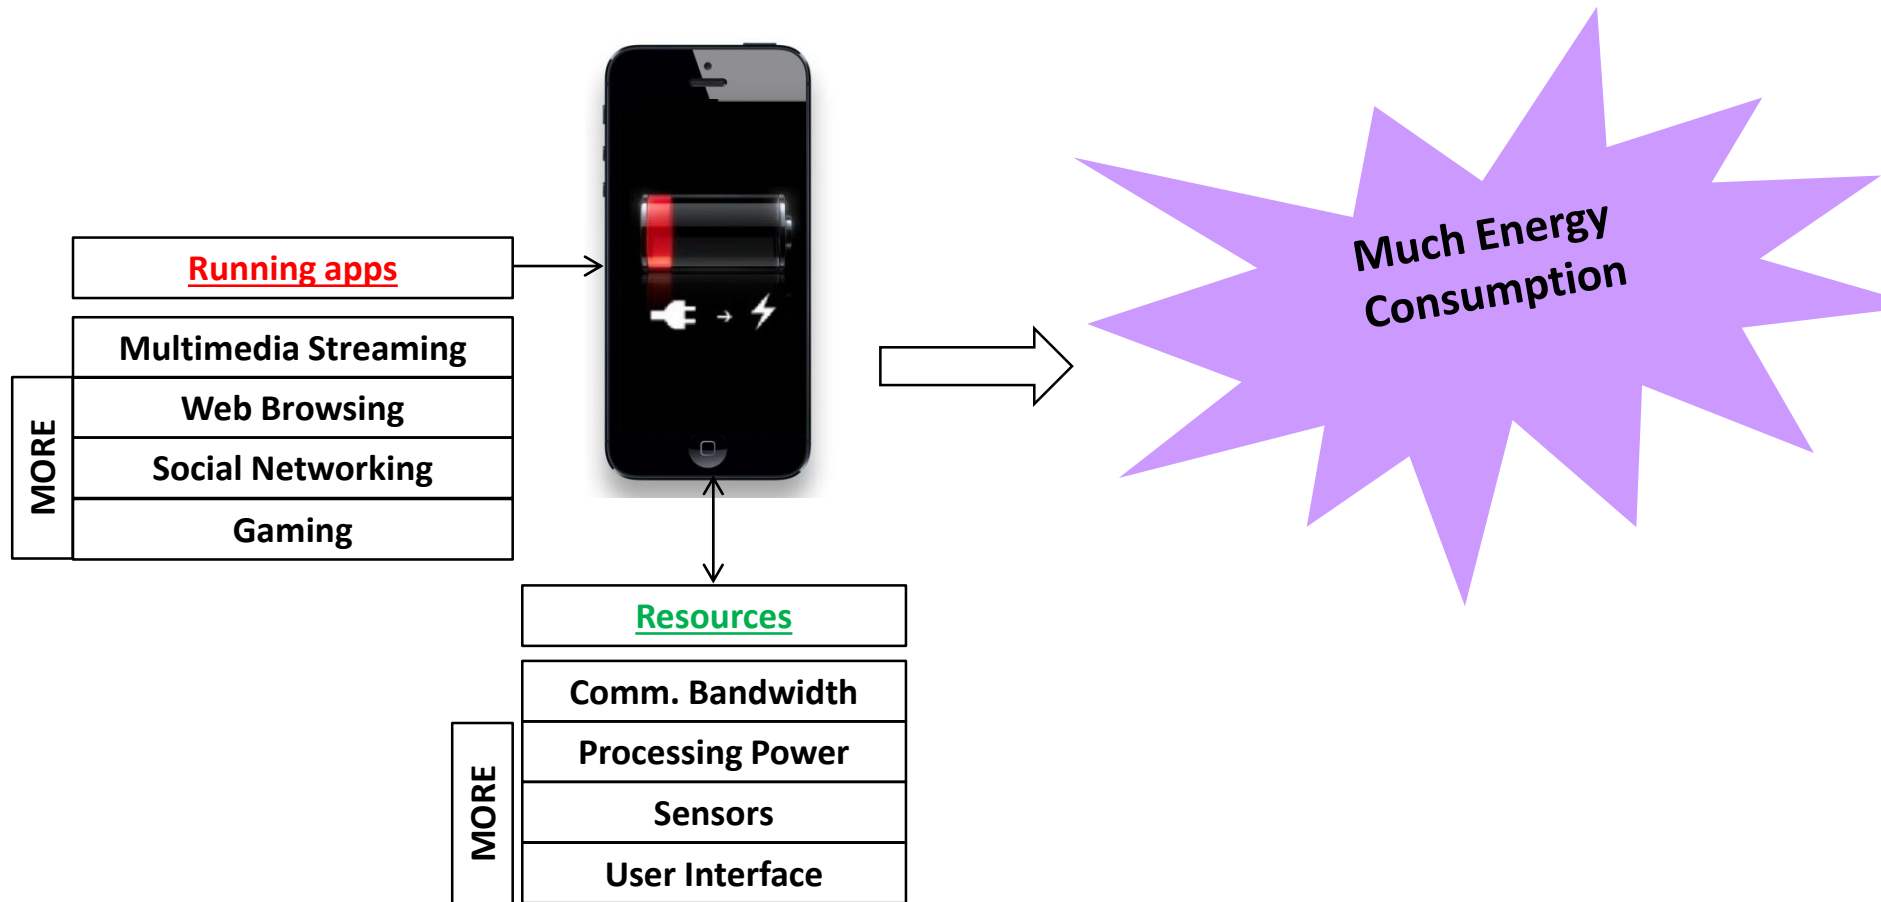 Running apps
Multimedia Streaming
Web Browsing
Social Networking
Gaming
MORE
Resources
Comm. Bandwidth
Processing Power
Sensors
User Interface
MORE
Much Energy
Consumption